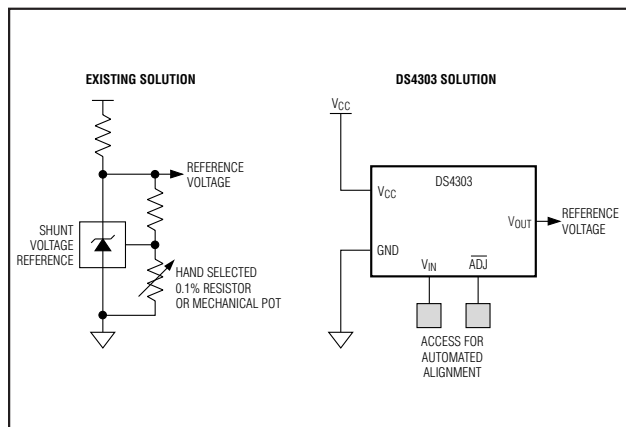 EXISTING SOLUTION
REFERENCE
VOLTAGE
SHUNT
VOLTAGE
REFERENCE
HAND SELECTED
0.1% RESISTOR
OR MECHANICAL POT
DS4303 SOLUTION
VCC
DS4303
VCC
VOUT
REFERENCE
VOLTAGE
GND
VIN
ADJ
ACCESS FOR
AUTOMATED
ALIGNMENT